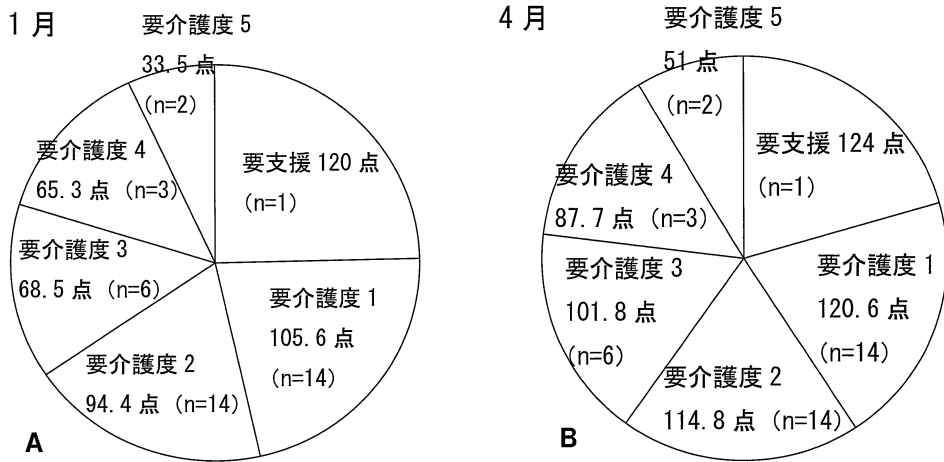 1月
要介護度5
33.5点
(n=2)
要支援 120点
(n=1)
要介護度4
65.3点 (n=3)
要介護度3
68.5点 (n=6)
要介護度1
105.6点
(n=14)
要介護度2
94.4点 (n=14)
A
4月
要介護度5
51点
(n=2)
要支援 124点
(n=1)
要介護度4
87.7点 (n=3)
要介護度3
101.8点
(n=6)
要介護度1
120.6点
(n=14)
要介護度2
114.8点 (n=14)
B